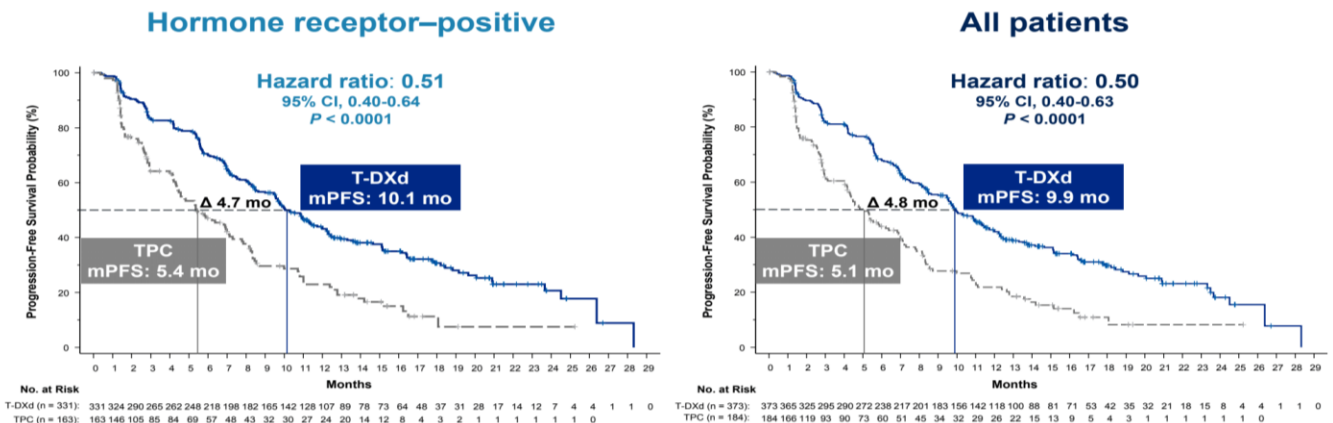 Hormone receptor–positive
Hazard ratio: 0.51
95% CI, 0.40-0.64
P < 0.0001
T-DXd
mPFS: 10.1 mo
Δ 4.7 mo
TPC
mPFS: 5.4 mo
Progression-Free Survival Probability (%)
100
80
60
40
20
0
0 1 2 3 4 5 6 7 8 9 10 11 12 13 14 15 16 17 18 19 20 21 22 23 24 25 26 27 28 29
Months
No. at Risk
T-DXd (n = 331): 331 324 290 265 262 248 218 198 182 165 142 128 107 89 78 73 64 48 37 31 28 17 14 12 7 4 4 1 1 0
TPC (n = 163): 163 146 105 85 84 69 57 48 43 32 30 27 24 20 14 12 8 4 3 2 1 1 1 1 1 1 0
All patients
Hazard ratio: 0.50
95% CI, 0.40-0.63
P < 0.0001
T-DXd
mPFS: 9.9 mo
Δ 4.8 mo
TPC
mPFS: 5.1 mo
Progression-Free Survival Probability (%)
100
80
60
40
20
0
0 1 2 3 4 5 6 7 8 9 10 11 12 13 14 15 16 17 18 19 20 21 22 23 24 25 26 27 28 29
Months
No. at Risk
T-DXd (n = 373): 373 365 325 295 290 272 238 217 201 183 156 142 118 100 88 81 71 53 42 35 32 21 18 15 8 4 4 1 1 0
TPC (n = 184): 184 166 119 93 90 73 60 51 45 34 32 29 26 22 15 13 9 5 4 3 1 1 1 1 1 1 0